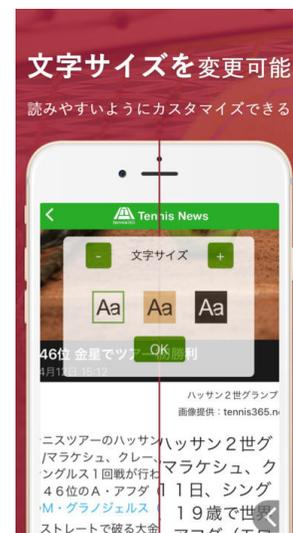 文字サイズを変更可能
読みやすいようにカスタマイズできる
Tennis News
- 文字サイズ +
Aa Aa Aa
OK
46位 金星でツアー初勝利
4月12日 15:12
ハッサン2世グランプ
画像提供：tennis365.ne
ニスツアーのハッサン
/マラケシュ、クレー、
ングルス1回戦が行わ
46位のA・アフダ
M・グラノジェルス（
ストレートで破る大金
ハッサン2世グ
マラケシュ、ク
11日、シング
19歳で世界